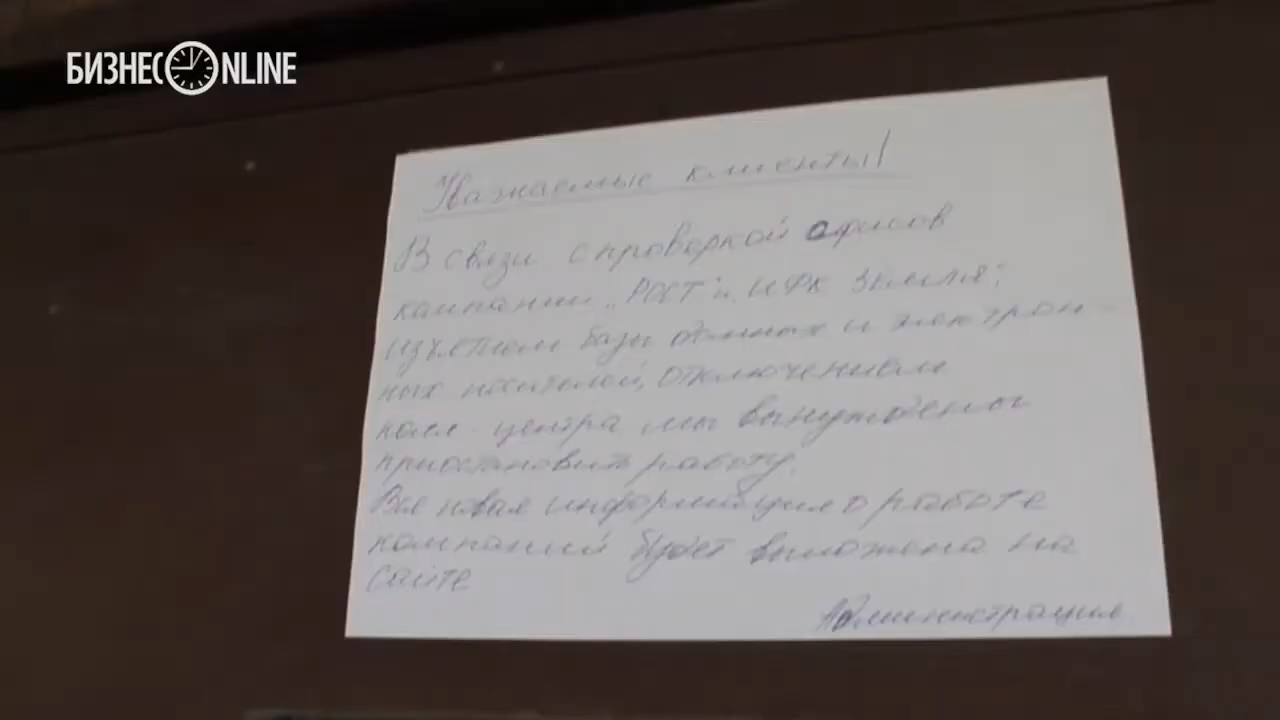 БИЗНЕС ONLINE
Уважаемые клиенты!
В связи с проверкой офисов
компании „РОСТ" и „ИФК Земля",
изъятием базы данных и электрон-
ных носителей, отключением
колл-центра мы вынуждены
приостановить работу.
Вся новая информация о работе
компаний будет выложена на
сайте
Администрация